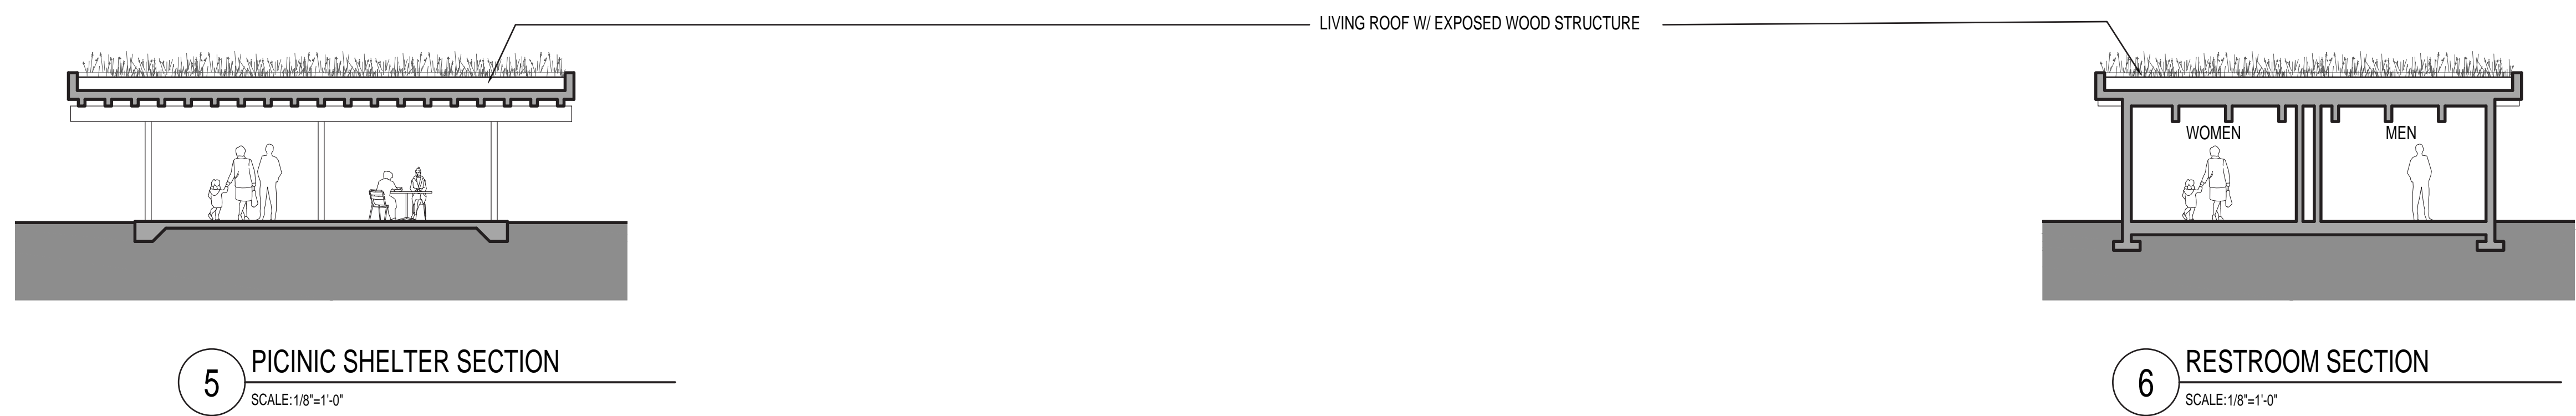 LIVING ROOF W/ EXPOSED WOOD STRUCTURE
WOMEN
MEN
5
PICINIC SHELTER SECTION
SCALE:1/8"=1'-0"
6
RESTROOM SECTION
SCALE:1/8"=1'-0"